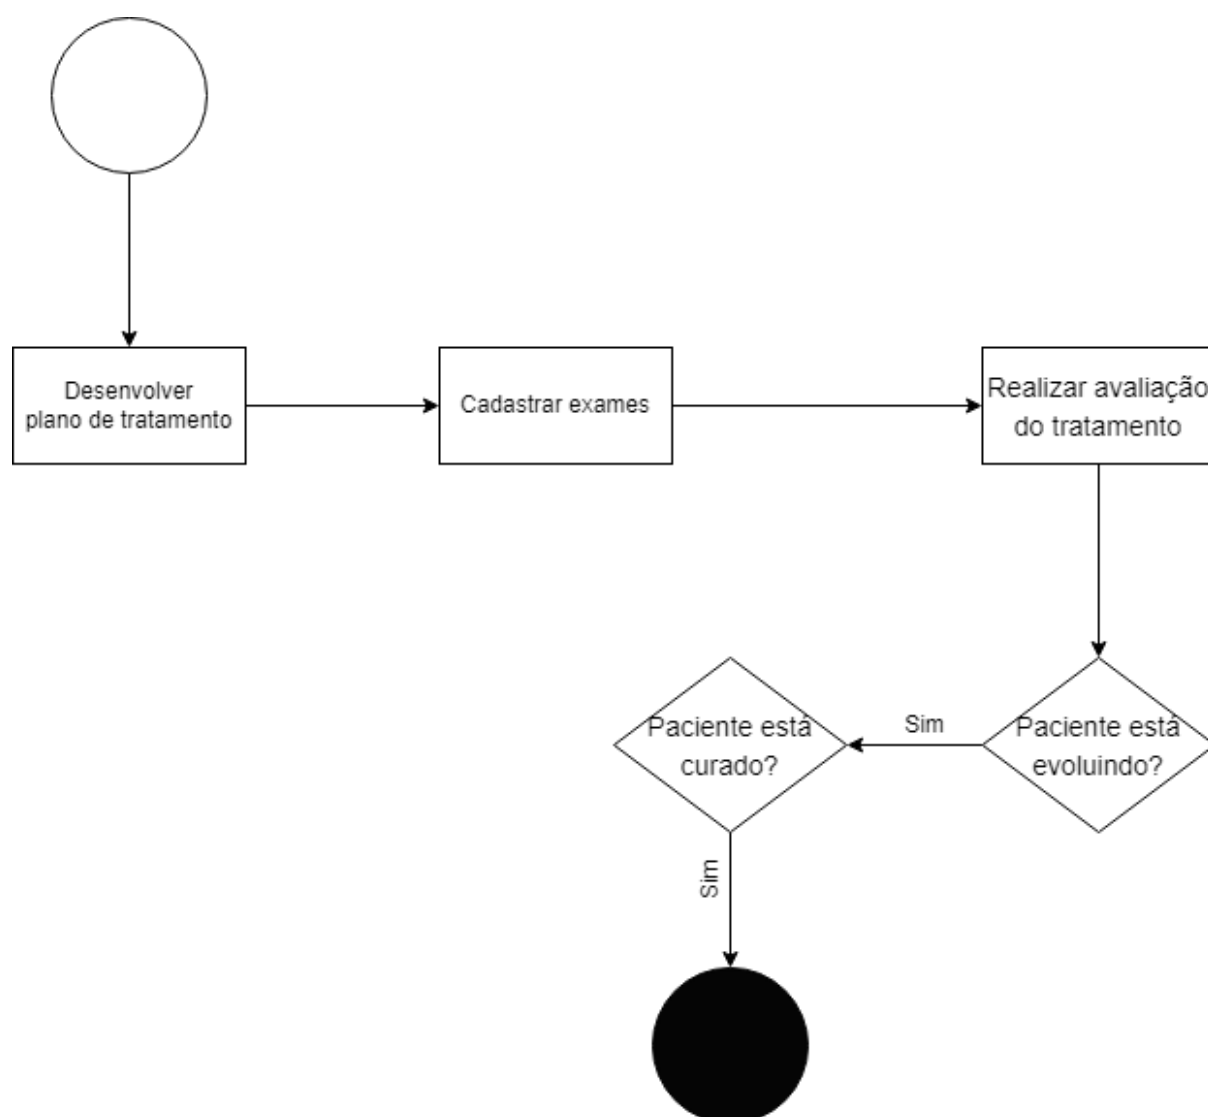 Desenvolver
plano de tratamento
Cadastrar exames
Realizar avaliação
do tratamento
Paciente está
curado?
Sim
Paciente está
evoluindo?
Sim